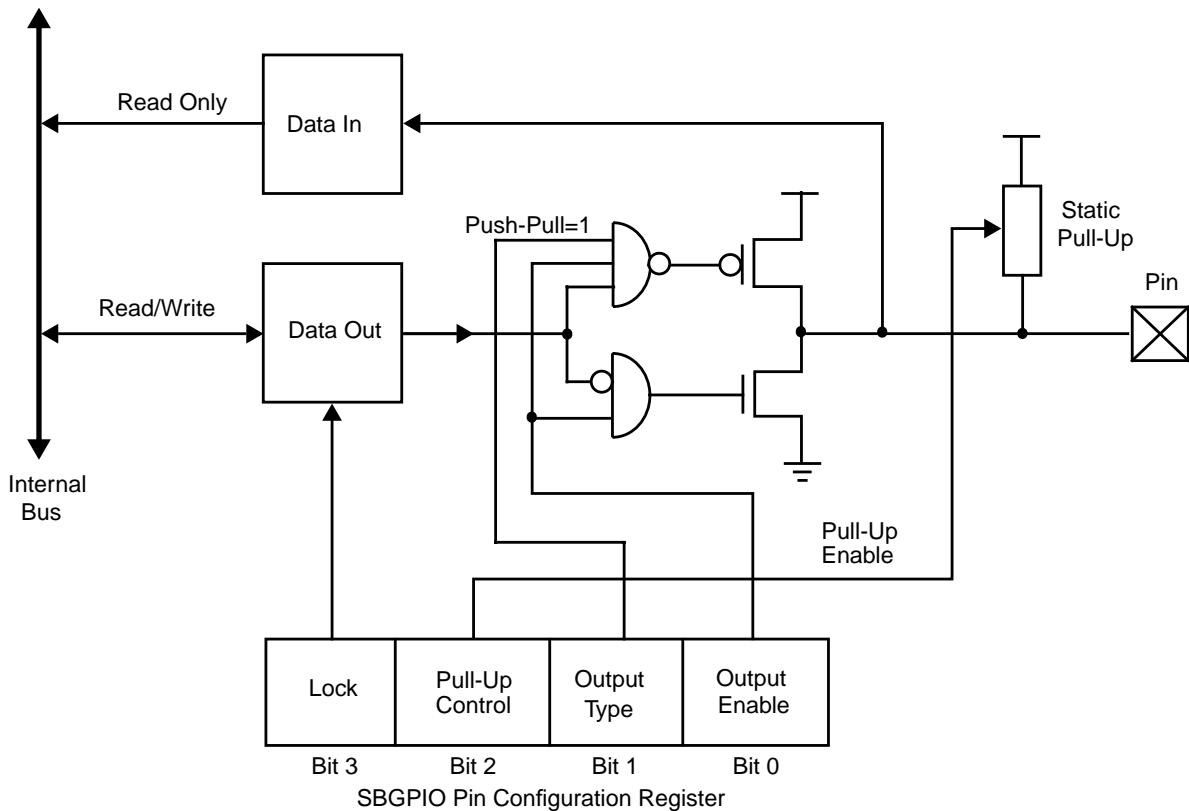 Read Only
Data In
Push-Pull=1
Static
Pull-Up
Pin
Read/Write
Data Out
Internal
Bus
Pull-Up
Enable
Lock
Pull-Up
Control
Output
Type
Output
Enable
Bit 3
Bit 2
Bit 1
Bit 0
SBGPIO Pin Configuration Register